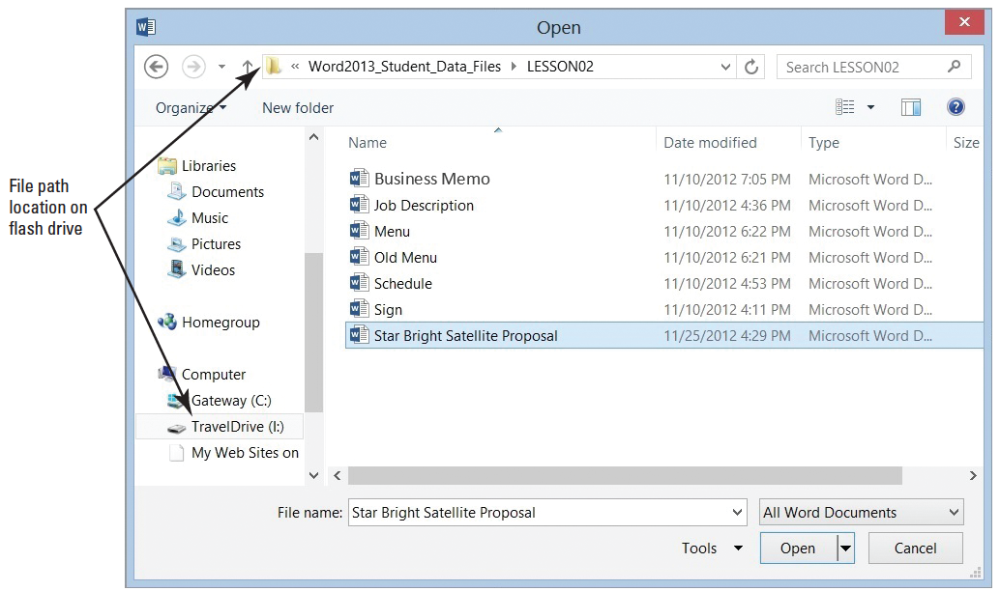 Open
« Word2013_Student_Data_Files LESSON02
Search LESSON02
Organize New folder
File path
location on
flash drive
Libraries
Documents
Music
Pictures
Videos
Homegroup
Computer
Gateway (C:)
TravelDrive (I:)
My Web Sites on
Name Date modified Type Size
Business Memo 11/10/2012 7:05 PM Microsoft Word D...
Job Description 11/10/2012 4:36 PM Microsoft Word D...
Menu 11/10/2012 6:22 PM Microsoft Word D...
Old Menu 11/10/2012 6:21 PM Microsoft Word D...
Schedule 11/10/2012 4:53 PM Microsoft Word D...
Sign 11/10/2012 4:11 PM Microsoft Word D...
Star Bright Satellite Proposal 11/25/2012 4:29 PM Microsoft Word D...
File name: Star Bright Satellite Proposal All Word Documents
Tools Open Cancel